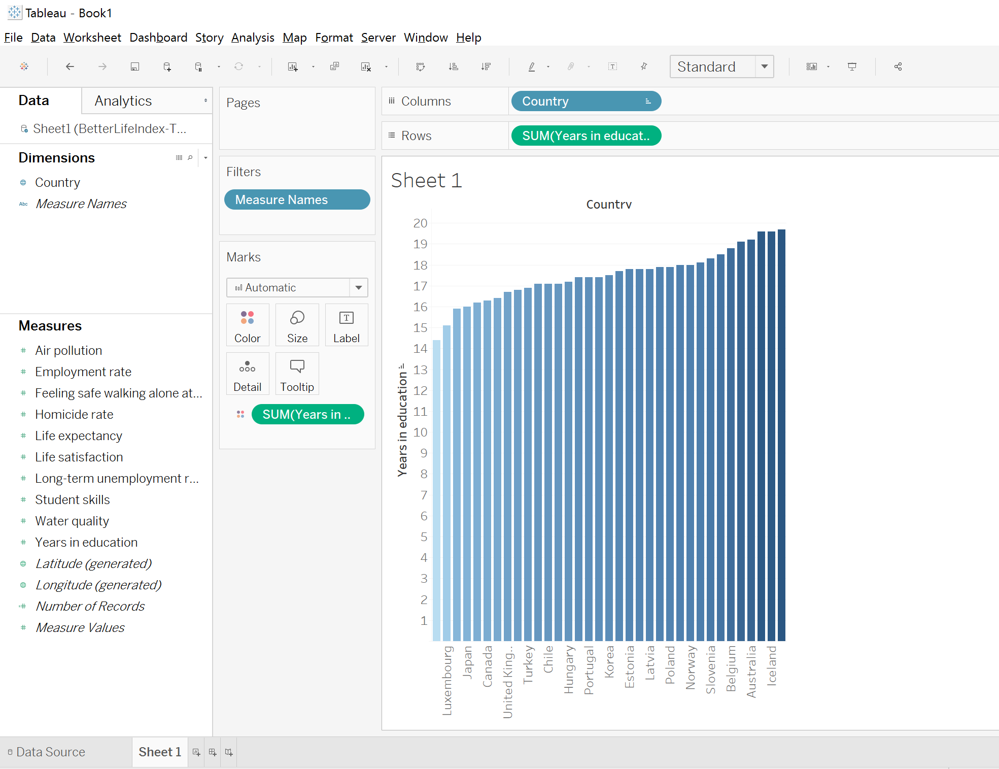 Tableau - Book1
File Data Worksheet Dashboard Story Analysis Map Format Server Window Help
Standard
Data
Analytics
Sheet1 (BetterLifeIndex-T...
Dimensions
Country
Abc Measure Names
Measures
Air pollution
Employment rate
Feeling safe walking alone at...
Homicide rate
Life expectancy
Life satisfaction
Long-term unemployment r...
Student skills
Water quality
Years in education
Latitude (generated)
Longitude (generated)
Number of Records
Measure Values
Pages
Filters
Measure Names
Marks
Automatic
Color Size Label
Detail Tooltip
SUM(Years in ..
Columns Country
Rows SUM(Years in educat..
Sheet 1
Country
Years in education
20
19
18
17
16
15
14
13
12
11
10
9
8
7
6
5
4
3
2
1
Luxembourg
Japan
Canada
United King..
Turkey
Chile
Hungary
Portugal
Korea
Estonia
Latvia
Poland
Norway
Slovenia
Belgium
Australia
Iceland
Data Source
Sheet 1